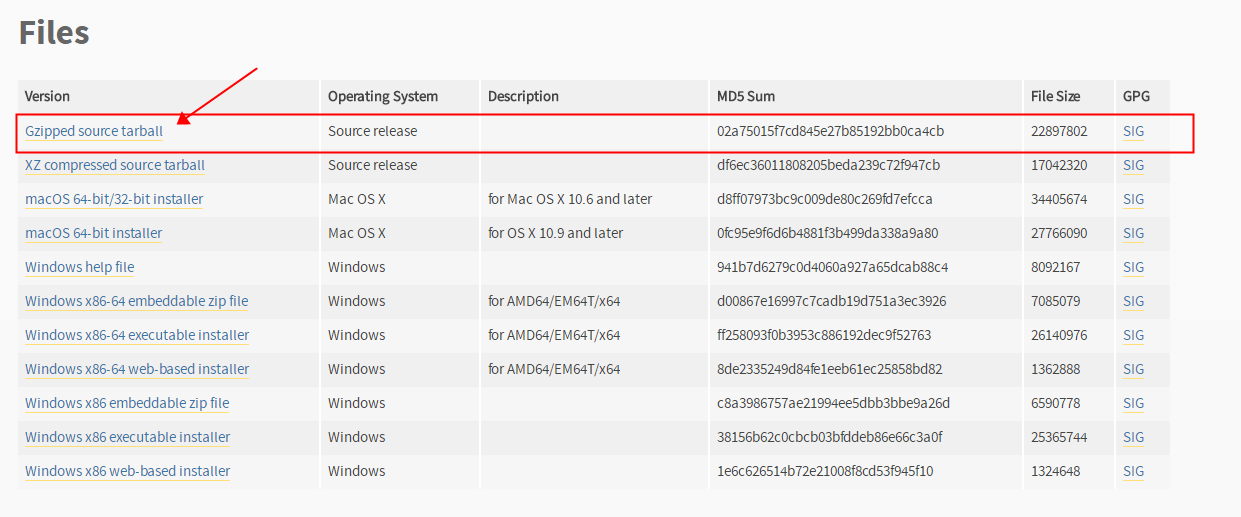 Files
Version Operating System Description MD5 Sum File Size GPG
Gzipped source tarball Source release 02a75015f7cd845e27b85192bb0ca4cb 22897802 SIG
XZ compressed source tarball Source release df6ec36011808205beda239c72f947cb 17042320 SIG
macOS 64-bit/32-bit installer Mac OS X for Mac OS X 10.6 and later d8ff07973bc9c009de80c269fd7efcca 34405674 SIG
macOS 64-bit installer Mac OS X for OS X 10.9 and later 0fc95e9f6d6b4881f3b499da338a9a80 27766090 SIG
Windows help file Windows 941b7d6279c0d4060a927a65dcab88c4 8092167 SIG
Windows x86-64 embeddable zip file Windows for AMD64/EM64T/x64 d00867e16997c7cadb19d751a3ec3926 7085079 SIG
Windows x86-64 executable installer Windows for AMD64/EM64T/x64 ff258093f0b3953c886192dec9f52763 26140976 SIG
Windows x86-64 web-based installer Windows for AMD64/EM64T/x64 8de2335249d84fe1eeb61ec25858bd82 1362888 SIG
Windows x86 embeddable zip file Windows c8a3986757ae21994ee5dbb3bbe9a26d 6590778 SIG
Windows x86 executable installer Windows 38156b62c0cbcb03bfddeb86e66c3a0f 25365744 SIG
Windows x86 web-based installer Windows 1e6c626514b72e21008f8cd53f945f10 1324648 SIG